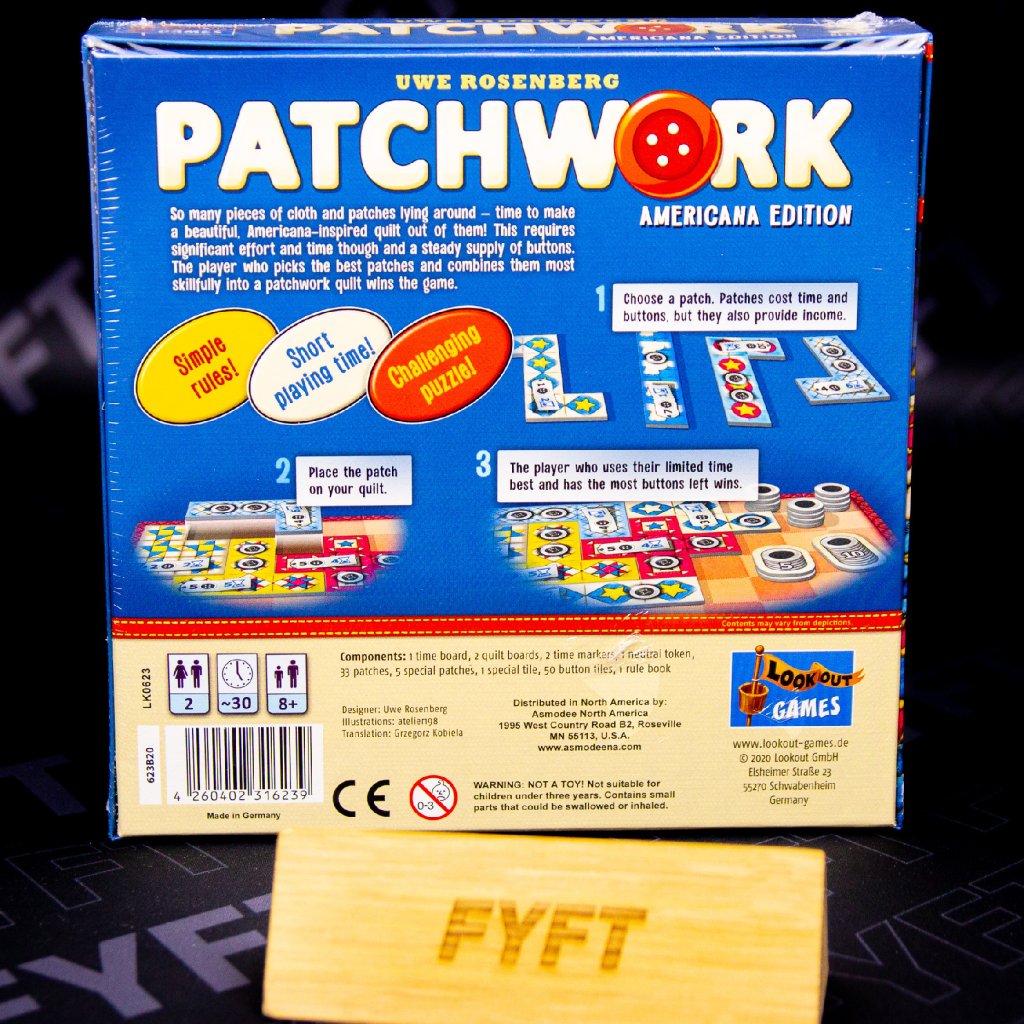 PATCHWORK
AMERICANA EDITION
UWE ROSENBERG
PATCHWORK
AMERICANA EDITION
So many pieces of cloth and patches lying around – time to make
a beautiful, Americana-inspired quilt out of them! This requires
significant effort and time though and a steady supply of buttons.
The player who picks the best patches and combines them most
skillfully into a patchwork quilt wins the game.
Simple
rules!
Short
playing time!
Challenging
puzzle!
1
Choose a patch. Patches cost time and
buttons, but they also provide income.
2
Place the patch
on your quilt.
3
The player who uses their limited time
best and has the most buttons left wins.
Contents may vary from depictions.
LK0623
2
~30
8+
Components: 1 time board, 2 quilt boards, 2 time markers, 1 neutral token,
33 patches, 5 special patches, 1 special tile, 50 button tiles, 1 rule book
Designer: Uwe Rosenberg
Illustrations: atelier198
Translation: Grzegorz Kobiela
Distributed in North America by:
Asmodee North America
1995 West Country Road B2, Roseville
MN 55113, U.S.A.
www.asmodeena.com
LOOKOUT
GAMES
www.lookout-games.de
© 2020 Lookout GmbH
Elsheimer Straße 23
55270 Schwabenheim
Germany
623B20
4 260402 316239
Made in Germany
CE
0-3
WARNING: NOT A TOY! Not suitable for
children under three years. Contains small
parts that could be swallowed or inhaled.
FYFT
FYFT